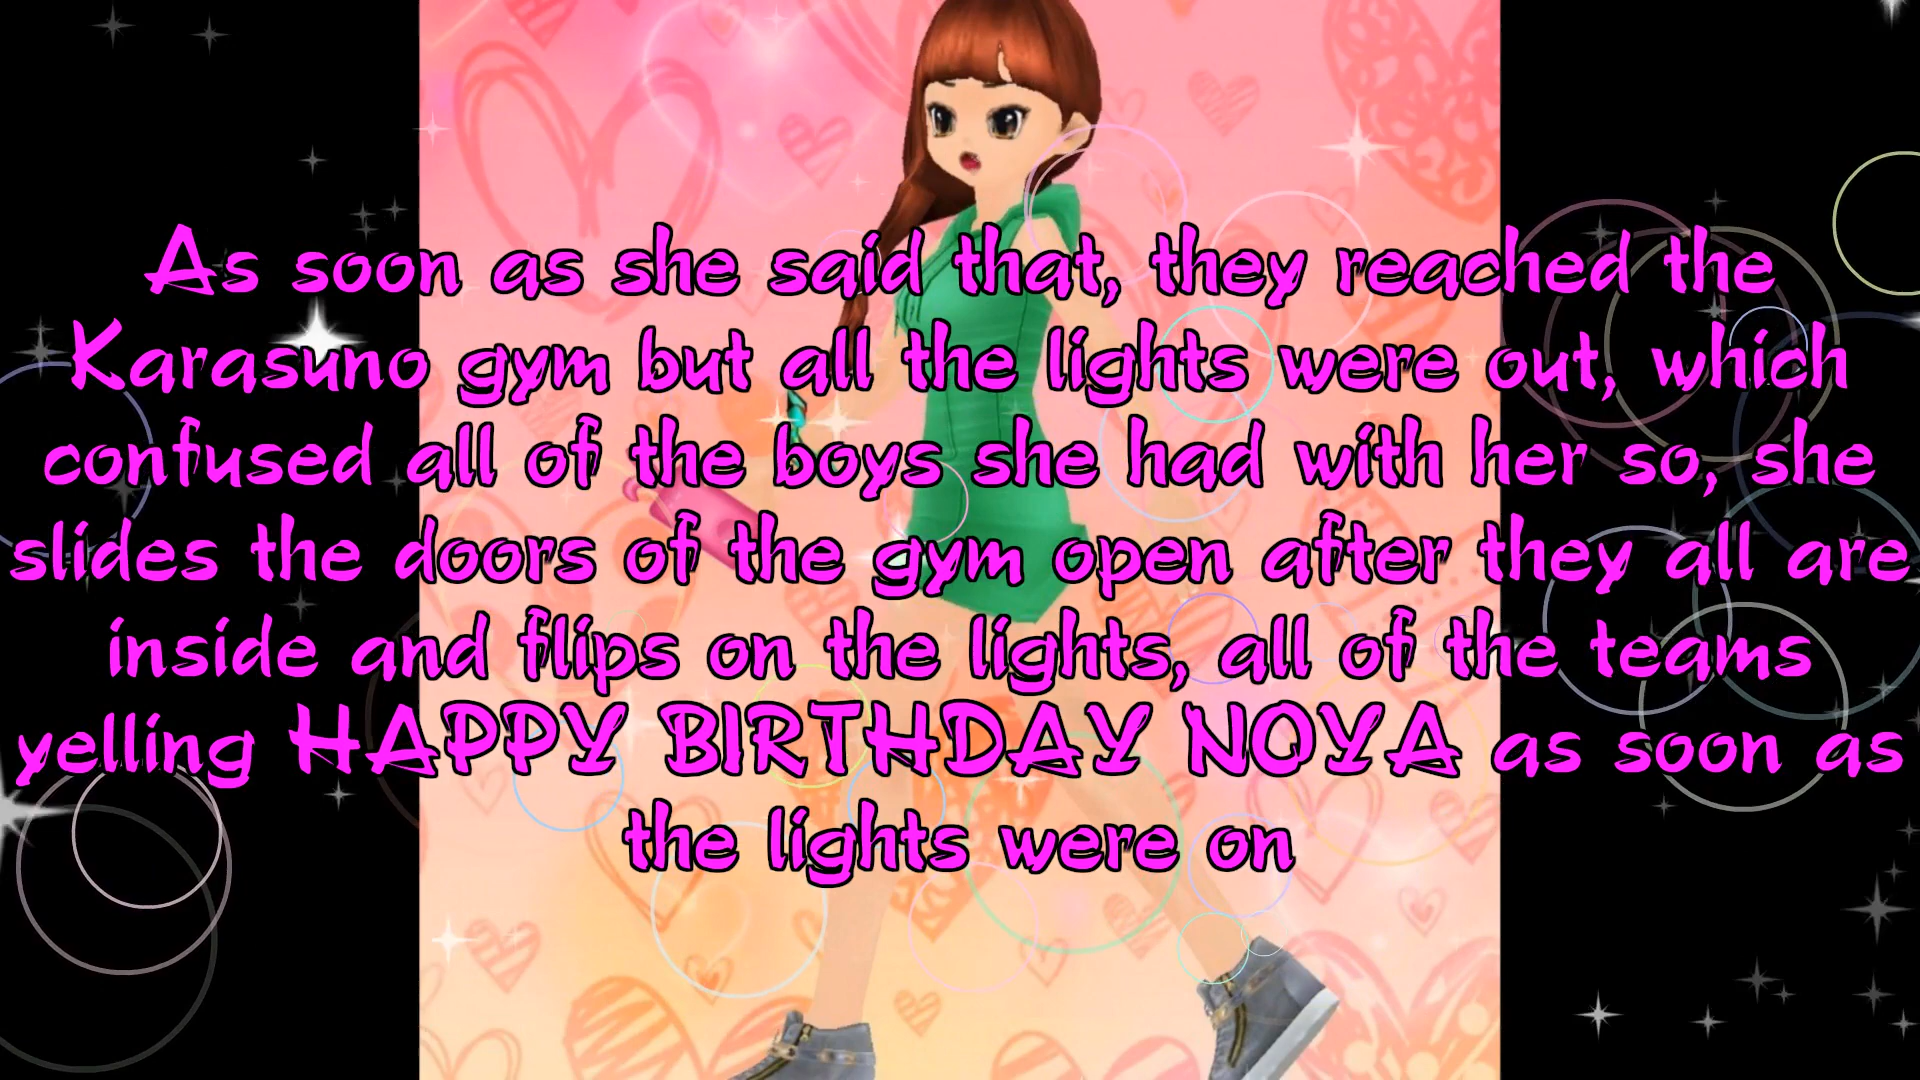 As soon as she said that, they reached the
Karasuno gym but all the lights were out, which
confused all of the boys she had with her so, she
slides the doors of the gym open after they all are
inside and flips on the lights, all of the teams
yelling HAPPY BIRTHDAY NOYA as soon as
the lights were on